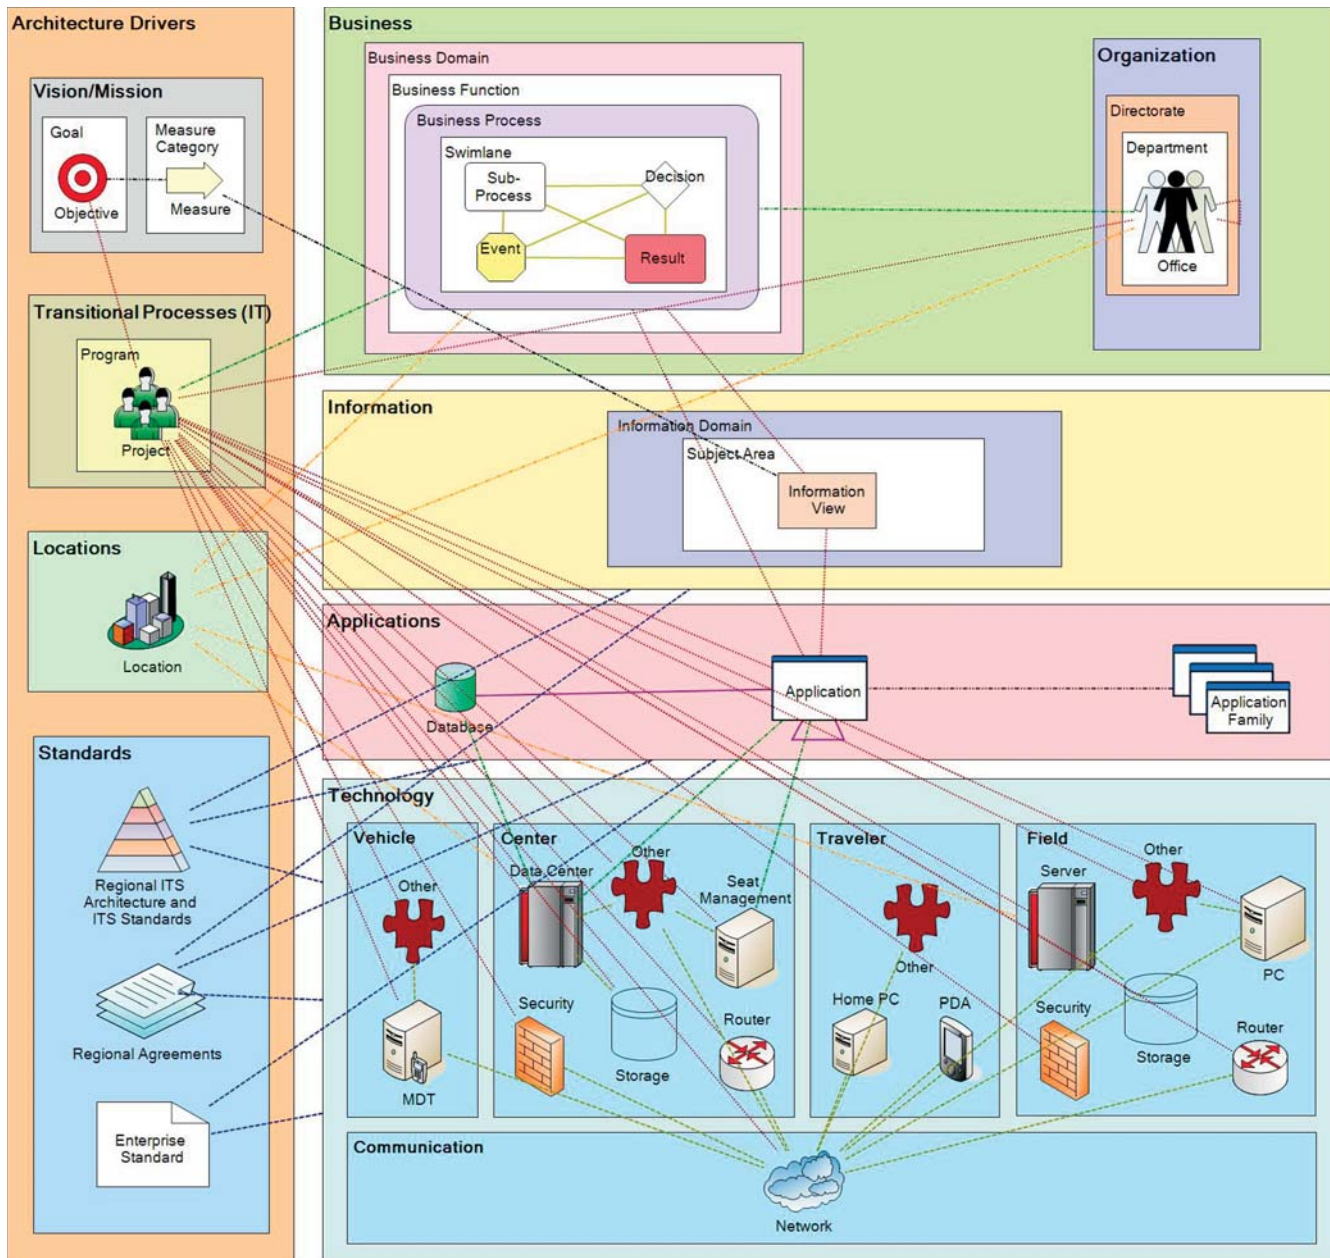 Architecture Drivers
Vision/Mission
Goal
Objective
Measure
Category
Measure
Transitional Processes (IT)
Program
Project
Locations
Location
Standards
Regional ITS
Architecture and
ITS Standards
Regional Agreements
Enterprise
Standard
Business
Business Domain
Business Function
Business Process
Swimlane
Sub-
Process
Decision
Event
Result
Organization
Directorate
Department
Office
Information
Information Domain
Subject Area
Information
View
Applications
Database
Application
Application
Family
Technology
Vehicle
Other
MDT
Center
Data Center
Other
Seat
Management
Security
Storage
Router
Traveler
Other
Home PC
PDA
Field
Server
Other
PC
Security
Storage
Router
Communication
Network